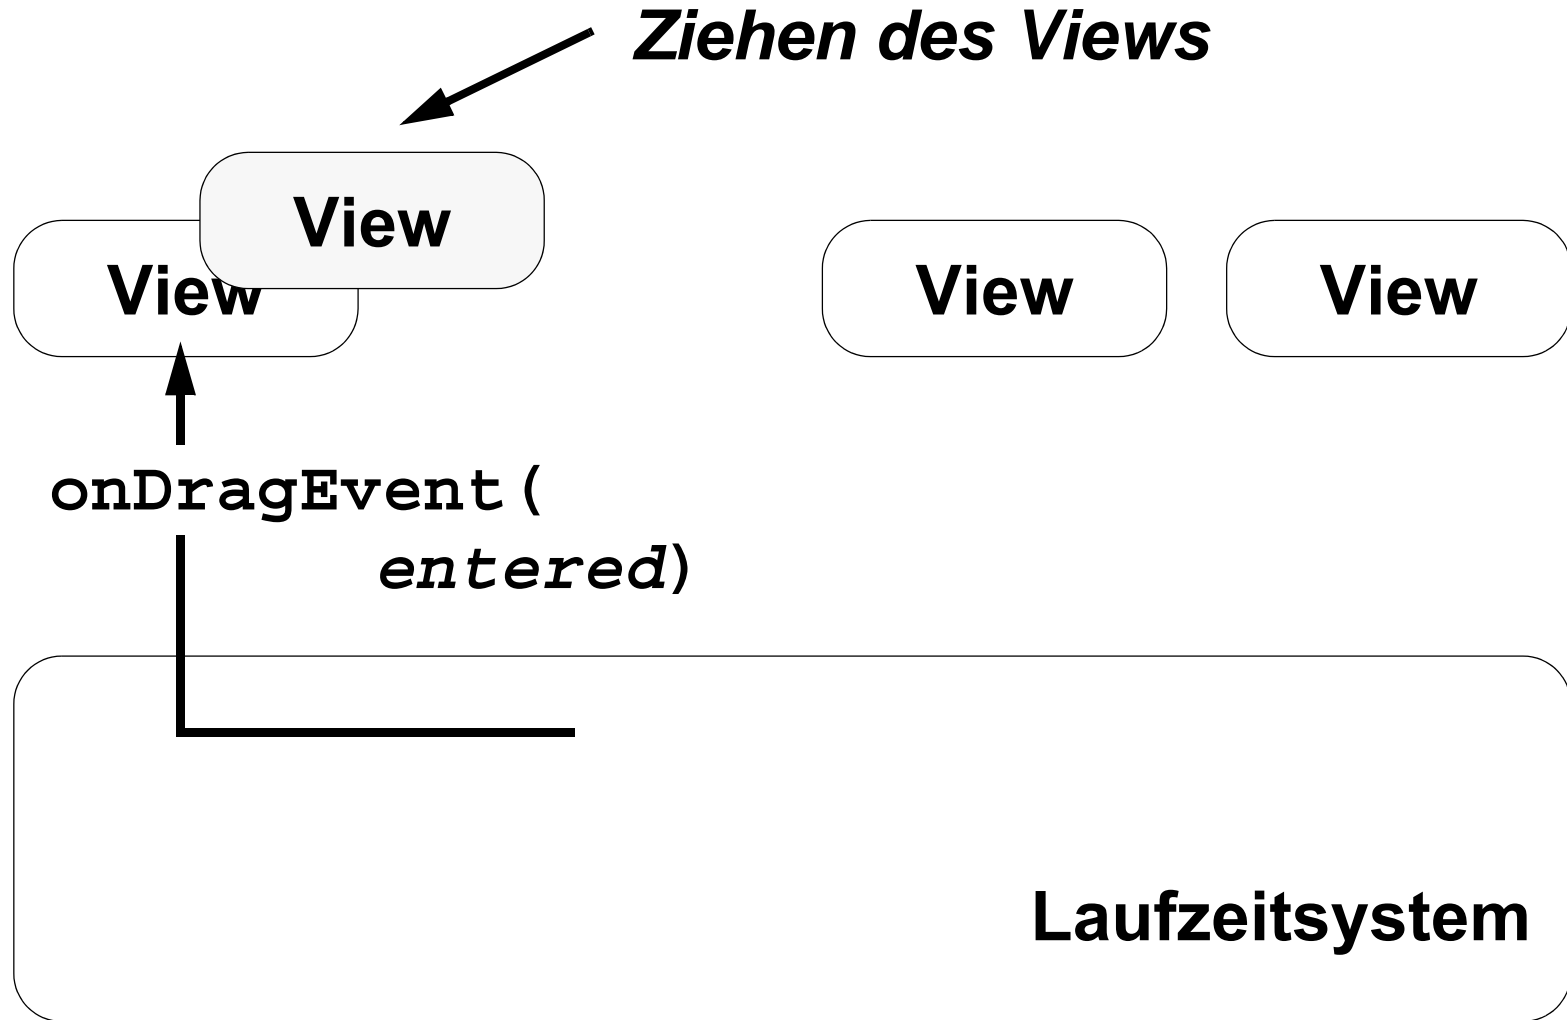 Ziehen des Views
View
View
View
View
onDragEvent(
entered)
Laufzeitsystem